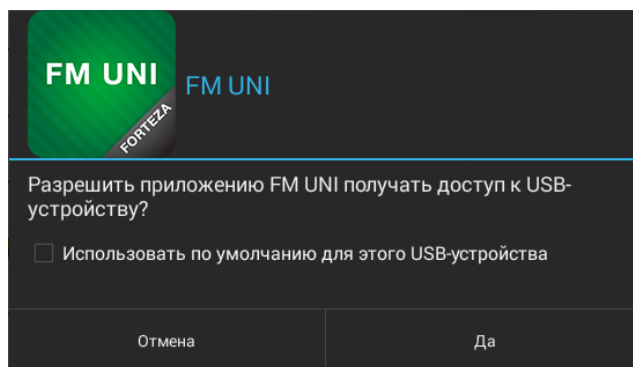 FM UNI
FORTEZA
FM UNI
Разрешить приложению FM UNI получать доступ к USB-
устройству?
Использовать по умолчанию для этого USB-устройства
Отмена
Да